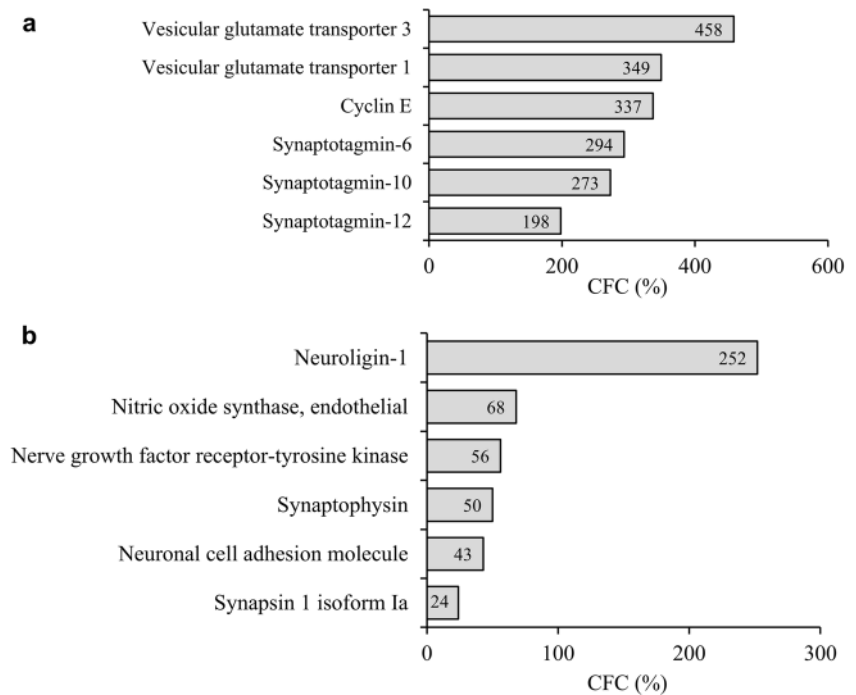 a
Vesicular glutamate transporter 3 458
Vesicular glutamate transporter 1 349
Cyclin E 337
Synaptotagmin-6 294
Synaptotagmin-10 273
Synaptotagmin-12 198
0 200 400 600
CFC (%)
b
Neuroligin-1 252
Nitric oxide synthase, endothelial 68
Nerve growth factor receptor-tyrosine kinase 56
Synaptophysin 50
Neuronal cell adhesion molecule 43
Synapsin 1 isoform Ia 24
0 100 200 300
CFC (%)